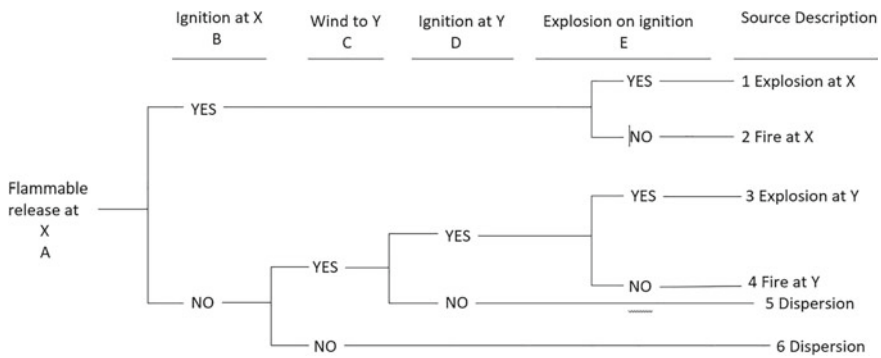 Ignition at X
B
Wind to Y
C
Ignition at Y
D
Explosion on ignition
E
Source Description
YES
1 Explosion at X
YES
NO
2 Fire at X
Flammable
release at
X
A
YES
3 Explosion at Y
YES
YES
NO
4 Fire at Y
NO
NO
5 Dispersion
NO
6 Dispersion